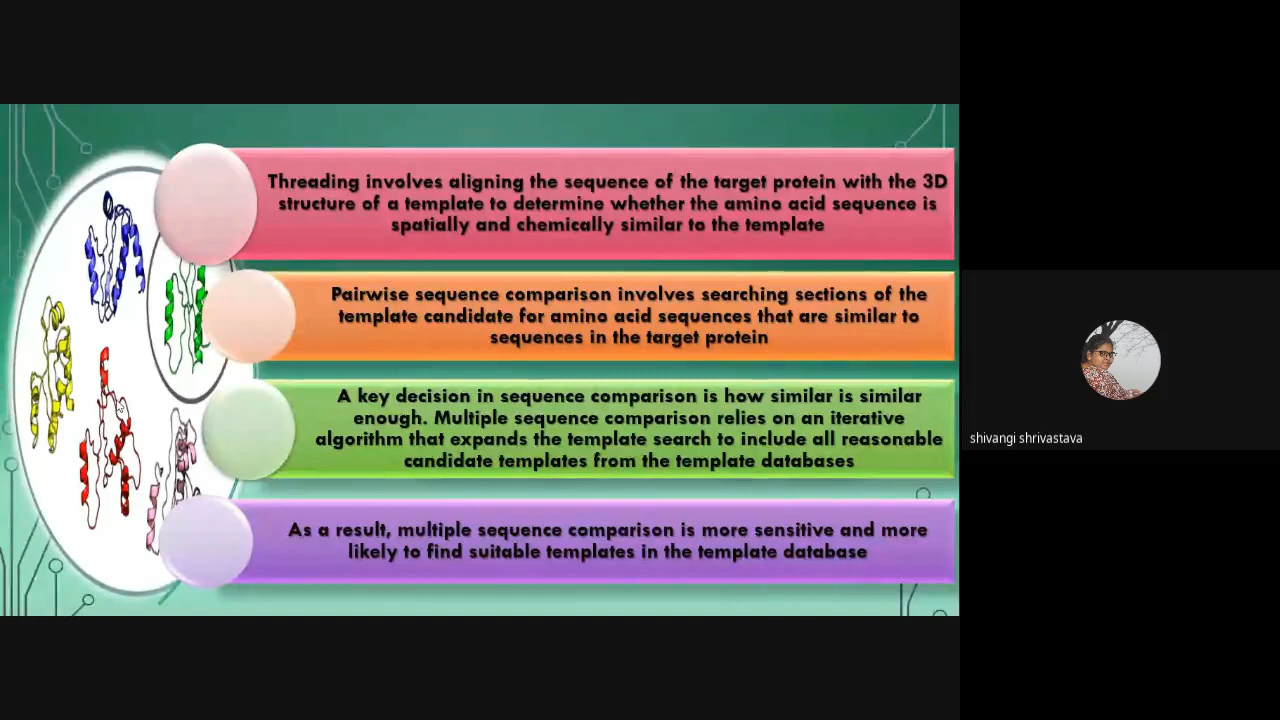 Threading involves aligning the sequence of the target protein with the 3D
structure of a template to determine whether the amino acid sequence is
spatially and chemically similar to the template
Pairwise sequence comparison involves searching sections of the
template candidate for amino acid sequences that are similar to
sequences in the target protein
A key decision in sequence comparison is how similar is similar
enough. Multiple sequence comparison relies on an iterative
algorithm that expands the template search to include all reasonable
candidate templates from the template databases
As a result, multiple sequence comparison is more sensitive and more
likely to find suitable templates in the template database
shivangi shrivastava